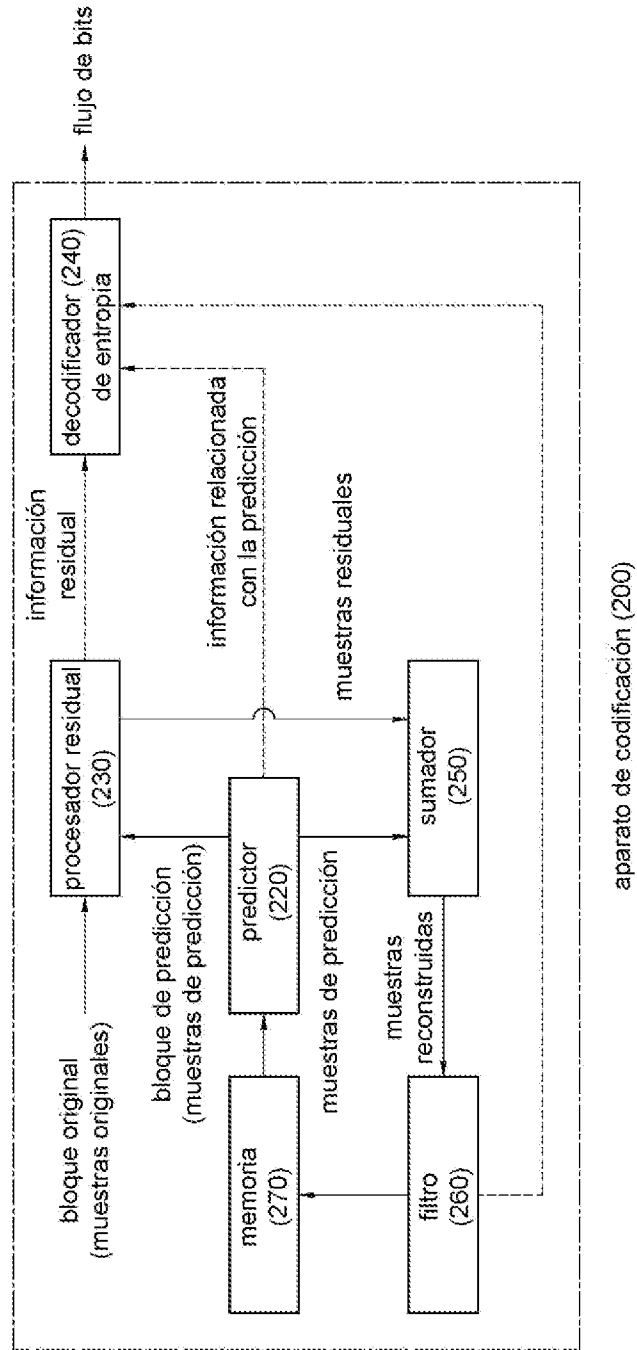 bloque original
(muestras originales)
procesador residual
(230)
información
residual
decodificador (240)
de entropía
flujo de bits
bloque de predicción
(muestras de predicción)
memoria
(270)
predictor
(220)
información relacionada
con la predicción
muestras de predicción
muestras residuales
filtro
(260)
muestras
reconstruidas
sumador
(250)
aparato de codificación (200)